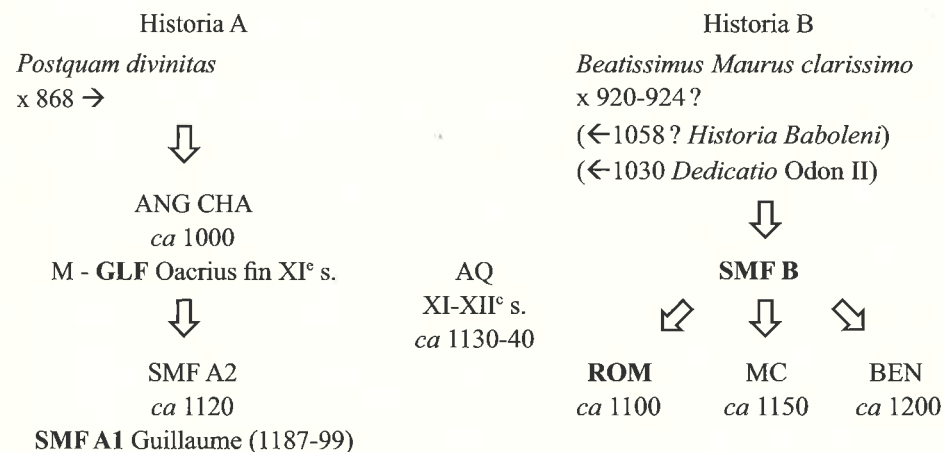 Historia A
Postquam divinitas
x 868 →
ANG CHA
ca 1000
M - GLF Oacrius fin XIe s.
SMF A2
ca 1120
SMF A1 Guillaume (1187-99)
AQ
XI-XIIe s.
ca 1130-40
Historia B
Beatissimus Maurus clarissimo
x 920-924 ?
(←1058 ? Historia Baboleni)
(←1030 Dedicatio Odon II)
SMF B
ROM MC BEN
ca 1100 ca 1150 ca 1200